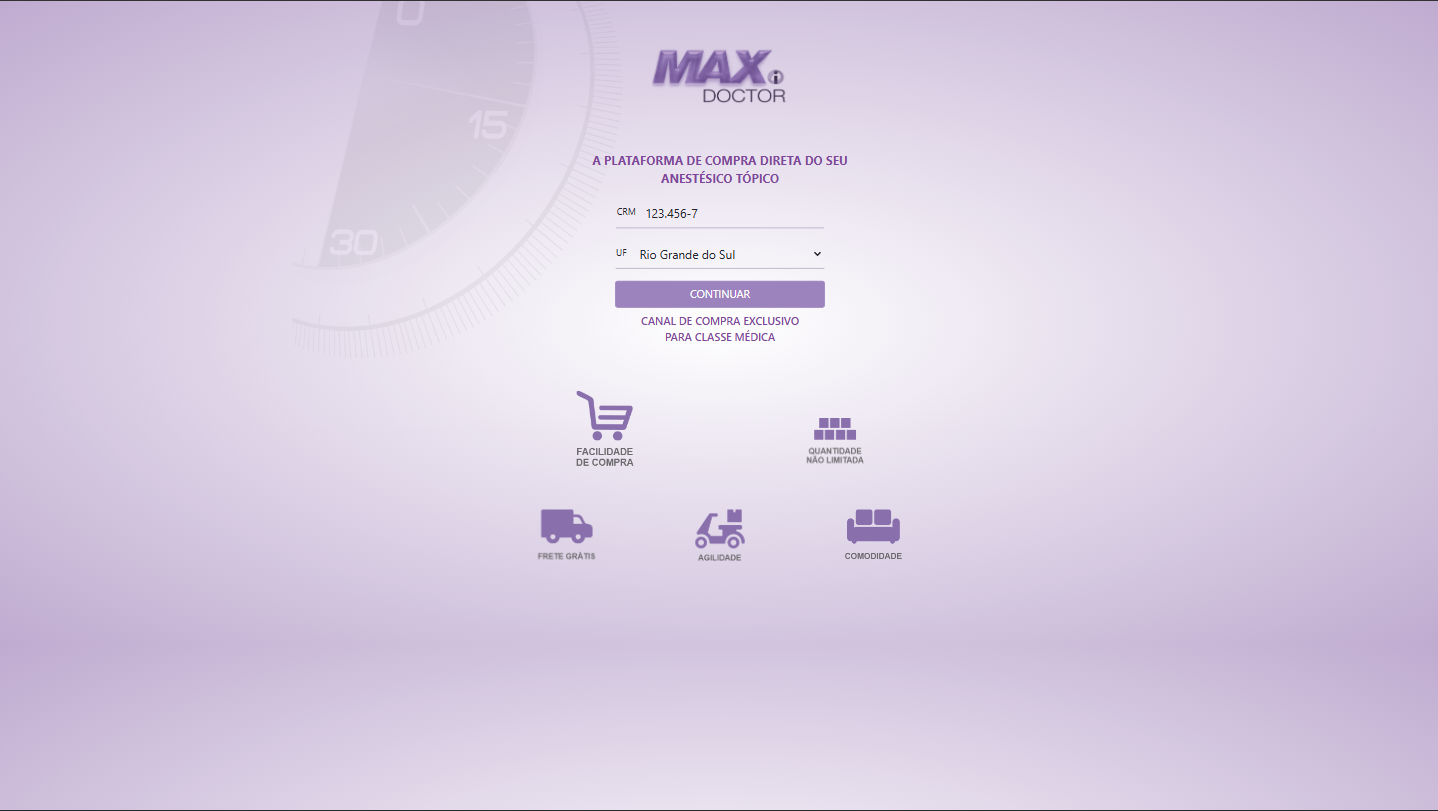 0
15
30
MAX
i
DOCTOR
A PLATAFORMA DE COMPRA DIRETA DO SEU
ANESTÉSICO TÓPICO
CRM 123.456-7
UF Rio Grande do Sul
CONTINUAR
CANAL DE COMPRA EXCLUSIVO
PARA CLASSE MÉDICA
FACILIDADE
DE COMPRA
QUANTIDADE
NÃO LIMITADA
FRETE GRÁTIS
AGILIDADE
COMODIDADE